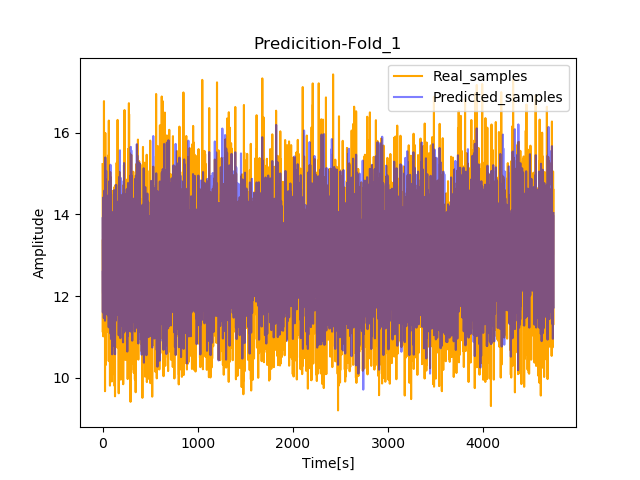 Predicition-Fold_1
Real_samples
Predicted_samples
16
14
12
10
Amplitude
0
1000
2000
3000
4000
Time[s]